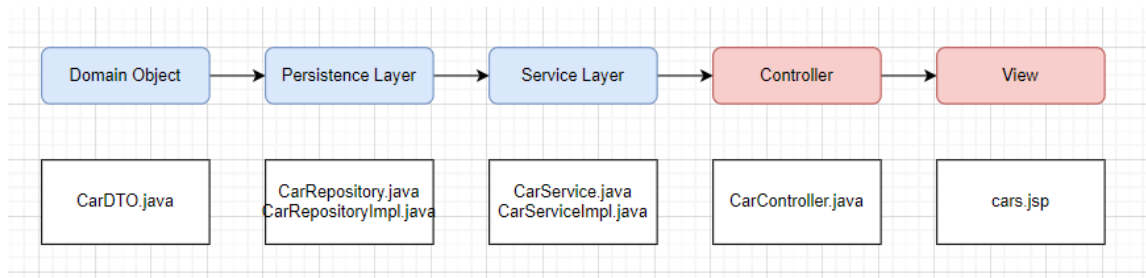 Domain Object
Persistence Layer
Service Layer
Controller
View
CarDTO.java
CarRepository.java
CarRepositoryImpl.java
CarService.java
CarServiceImpl.java
CarController.java
cars.jsp